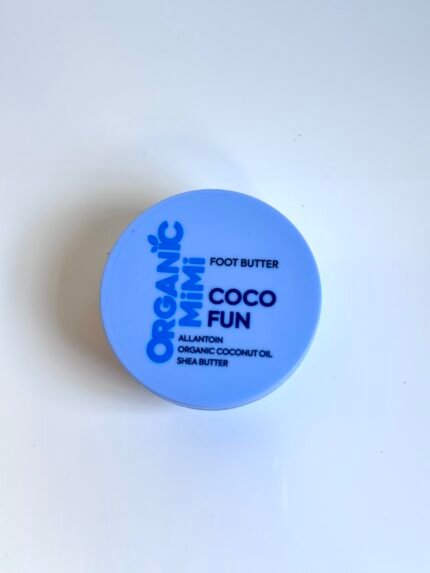 ORGANiC
MiMi
FOOT BUTTER
COCO
FUN
ALLANTOIN
ORGANIC COCONUT OIL
SHEA BUTTER